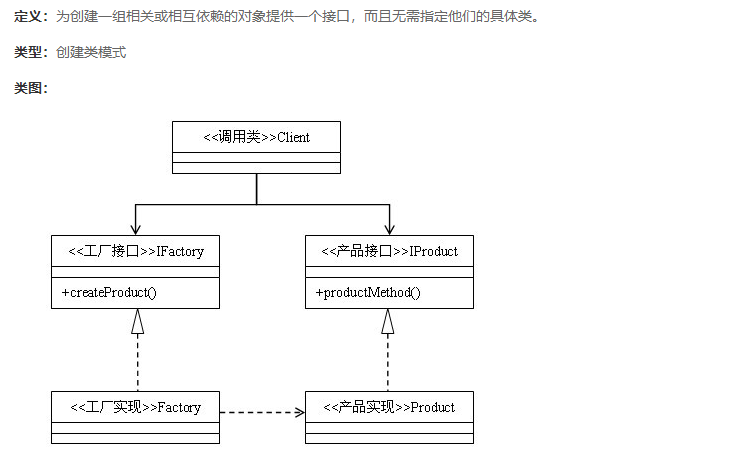 定义：为创建一组相关或相互依赖的对象提供一个接口，而且无需指定他们的具体类。
类型：创建类模式
类图：
<<调用类>>Client
<<工厂接口>>IFactory
+createProduct()
<<产品接口>>IProduct
+productMethod()
<<工厂实现>>Factory
<<产品实现>>Product